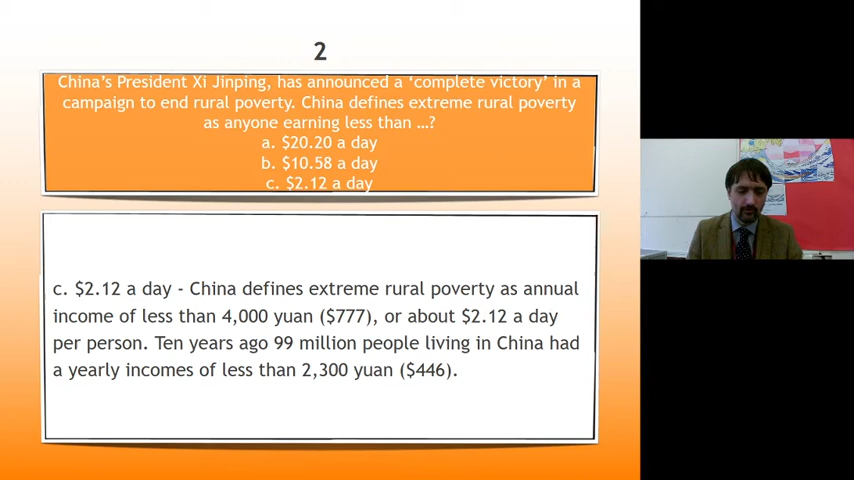 2
China's President Xi Jinping, has announced a 'complete victory' in a
campaign to end rural poverty. China defines extreme rural poverty
as anyone earning less than …?
a. $20.20 a day
b. $10.58 a day
c. $2.12 a day
c. $2.12 a day - China defines extreme rural poverty as annual
income of less than 4,000 yuan ($777), or about $2.12 a day
per person. Ten years ago 99 million people living in China had
a yearly incomes of less than 2,300 yuan ($446).